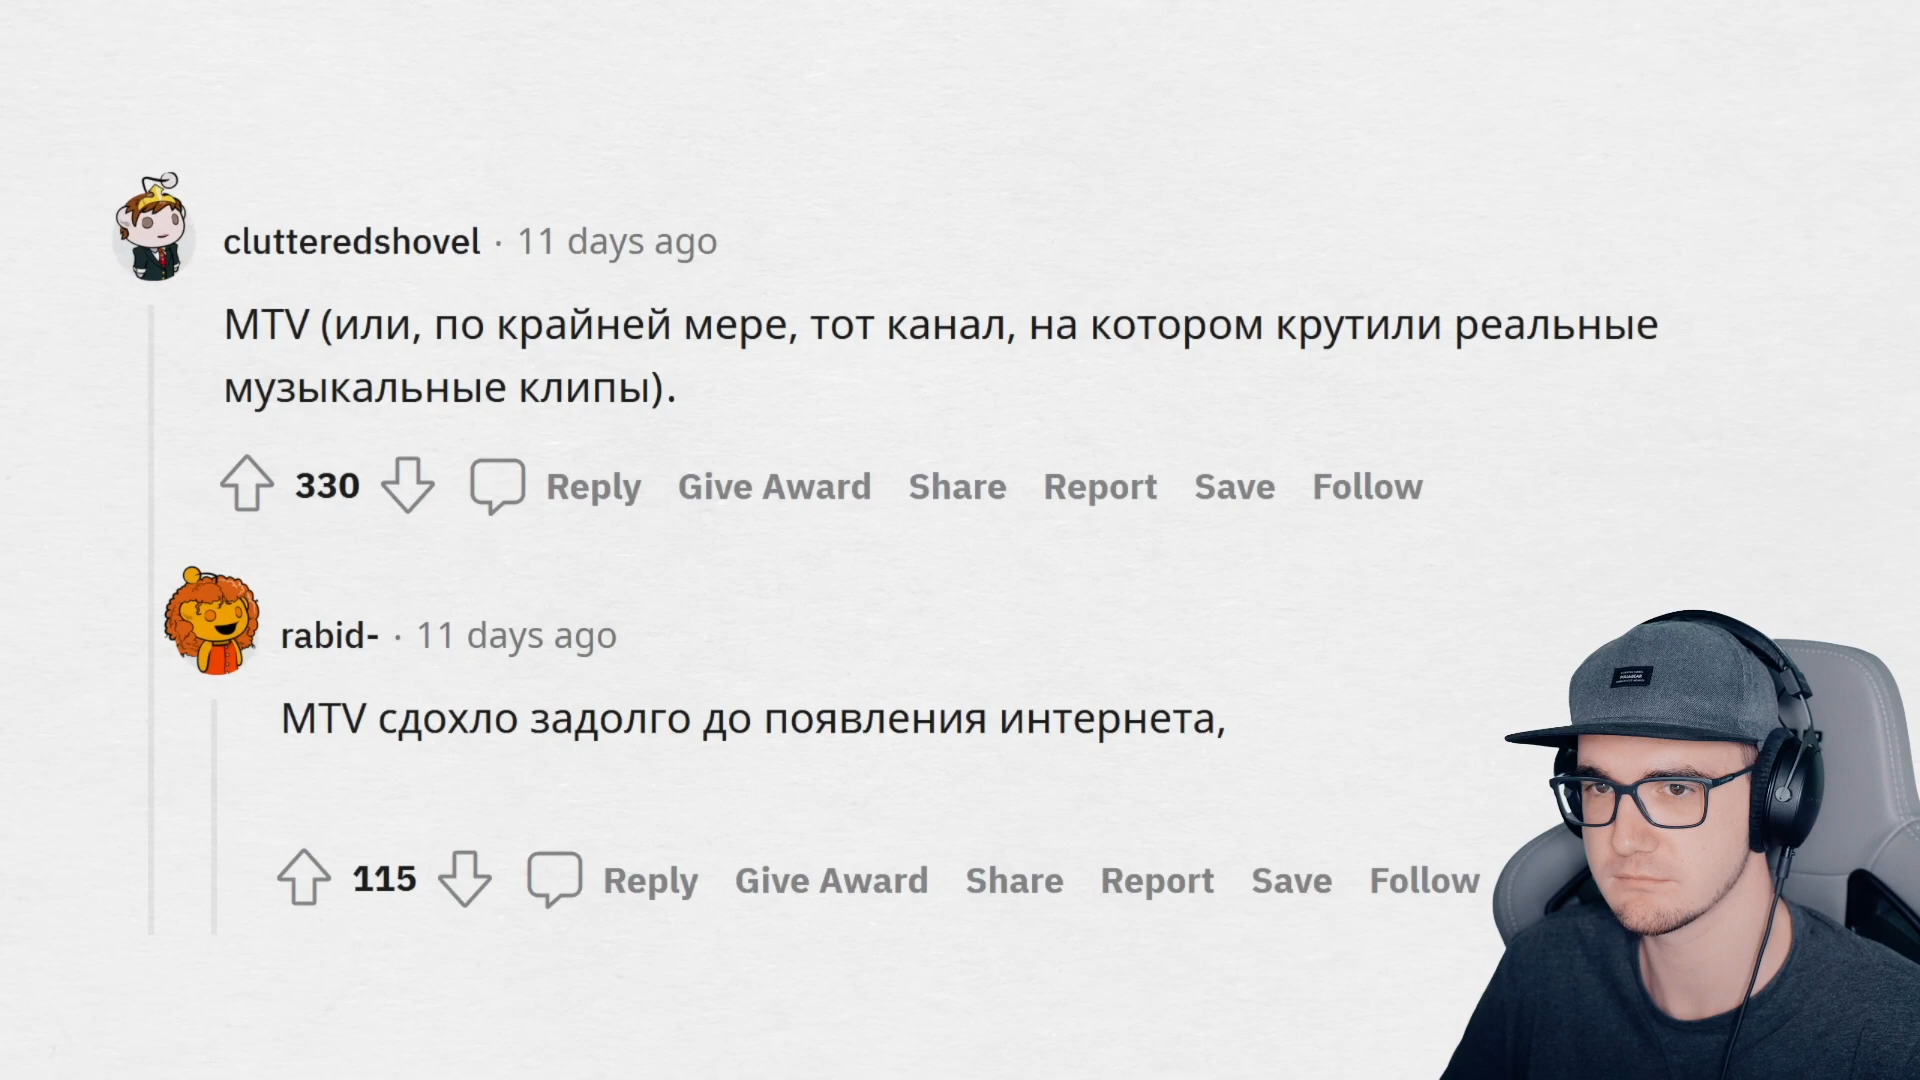 clutteredshovel · 11 days ago
MTV (или, по крайней мере, тот канал, на котором крутили реальные
музыкальные клипы).
330 Reply Give Award Share Report Save Follow
rabid- · 11 days ago
MTV сдохло задолго до появления интернета,
115 Reply Give Award Share Report Save Follow